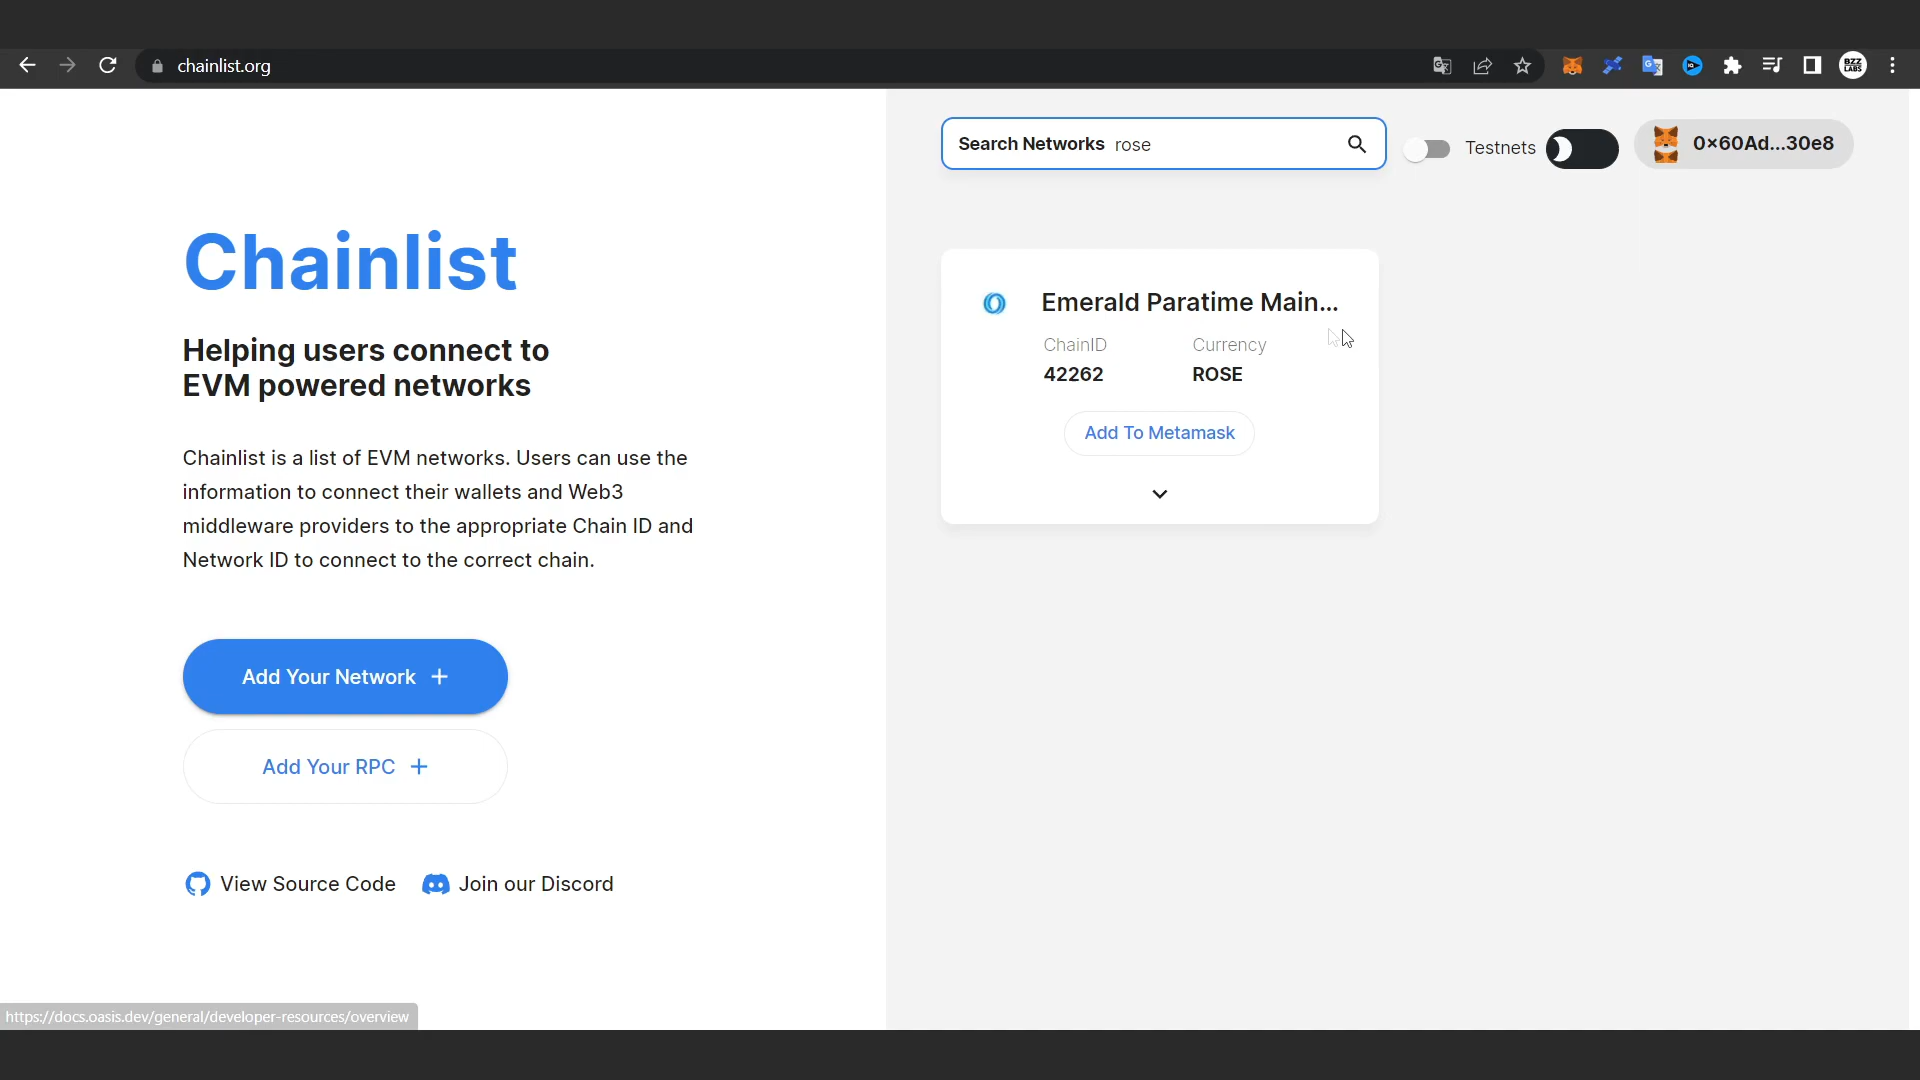 chainlist.org
BZZ
LABS
Search Networks rose
Testnets
0×60Ad...30e8
Chainlist
Helping users connect to
EVM powered networks
Chainlist is a list of EVM networks. Users can use the
information to connect their wallets and Web3
middleware providers to the appropriate Chain ID and
Network ID to connect to the correct chain.
Add Your Network +
Add Your RPC +
View Source Code
Join our Discord
Emerald Paratime Main...
ChainID
42262
Currency
ROSE
Add To Metamask
https://docs.oasis.dev/general/developer-resources/overview